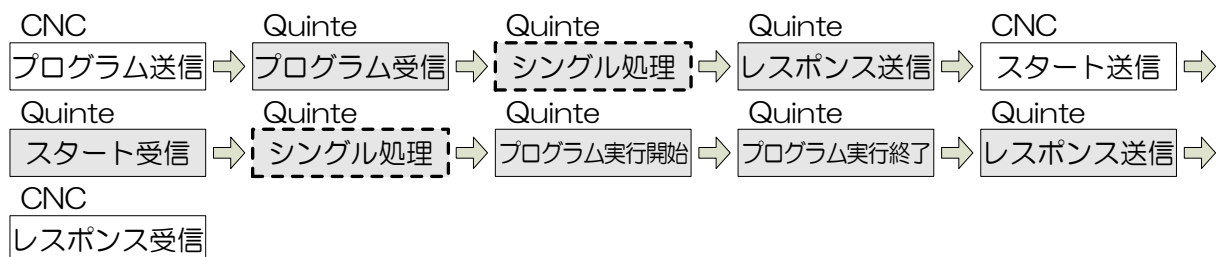 CNC Quinte Quinte Quinte CNC
プログラム送信 プログラム受信 シングル処理 レスポンス送信 スタート送信
Quinte Quinte Quinte Quinte Quinte
スタート受信 シングル処理 プログラム実行開始 プログラム実行終了 レスポンス送信
CNC
レスポンス受信